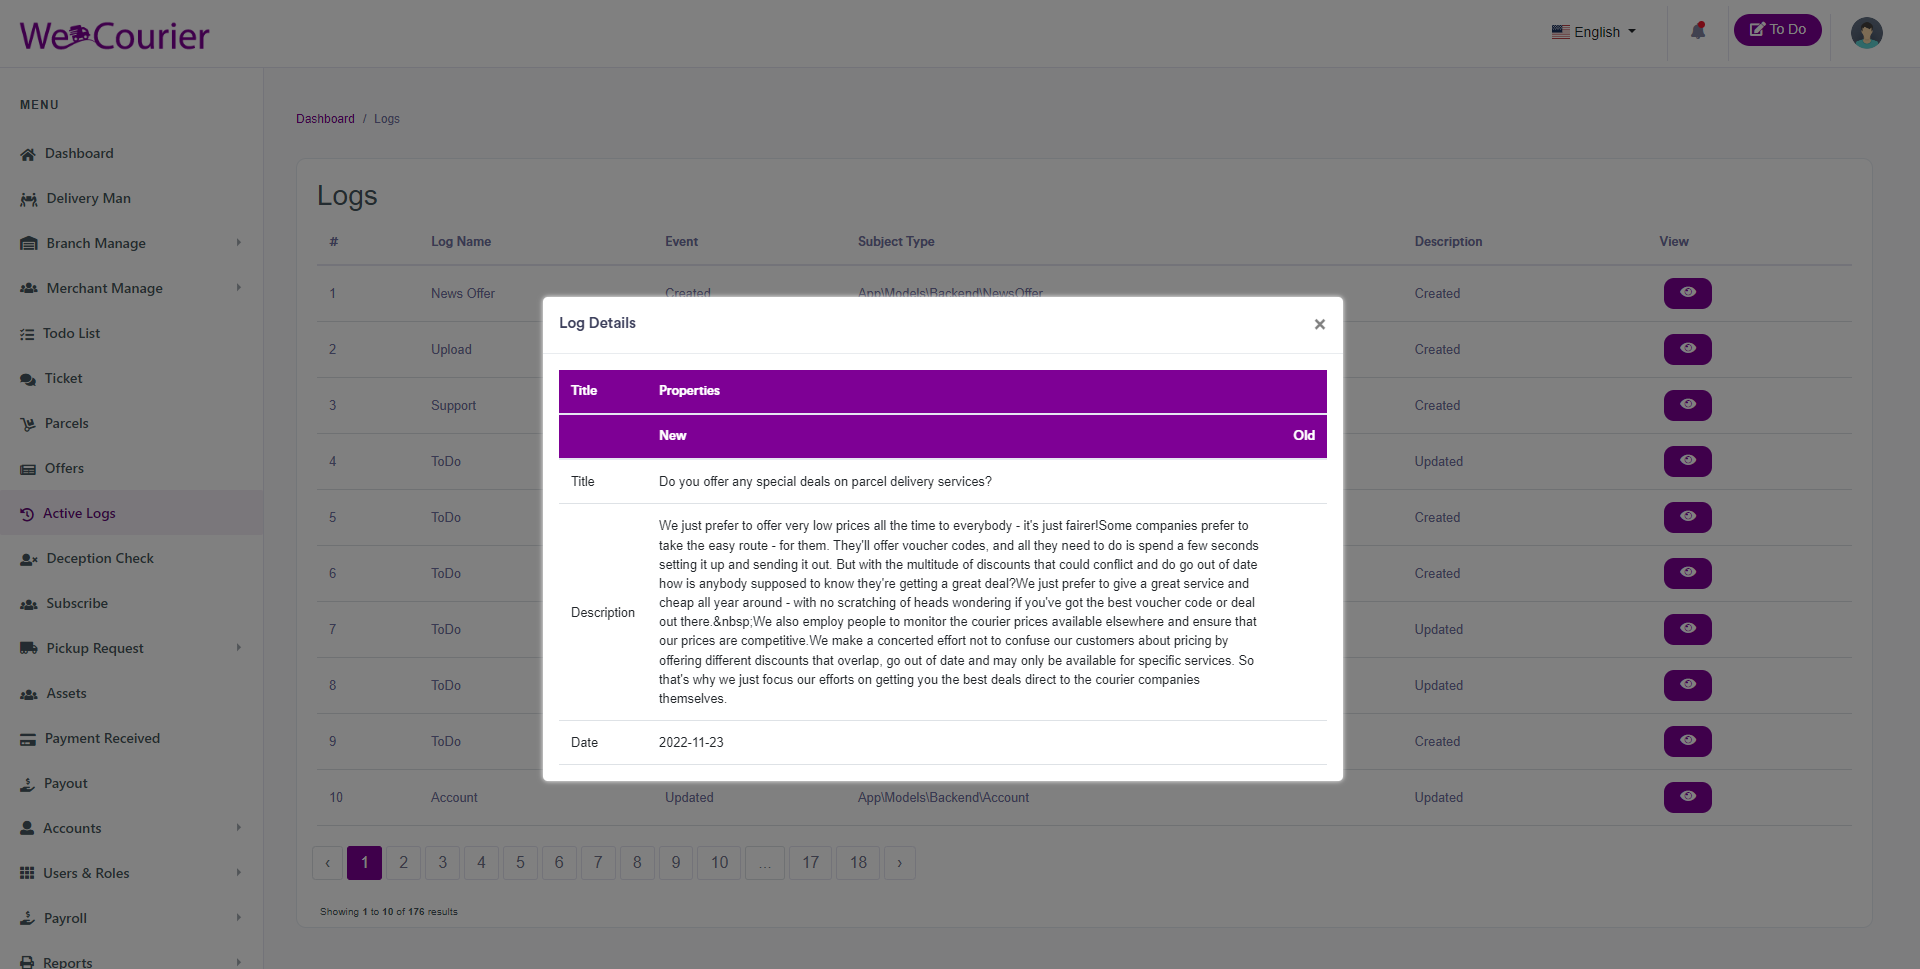 We Courier
English
To Do
MENU
Dashboard
Delivery Man
Branch Manage
Merchant Manage
Todo List
Ticket
Parcels
Offers
Active Logs
Deception Check
Subscribe
Pickup Request
Assets
Payment Received
Payout
Accounts
Users & Roles
Payroll
Reports
Dashboard / Logs
Logs
# Log Name Event Subject Type Description View
1 News Offer Created App\Models\Backend\NewsOffer Created
2 Upload Created
3 Support Created
4 ToDo Updated
5 ToDo Created
6 ToDo Created
7 ToDo Updated
8 ToDo Updated
9 ToDo Created
10 Account Updated App\Models\Backend\Account Updated
‹ 1 2 3 4 5 6 7 8 9 10 ... 17 18 ›
Showing 1 to 10 of 176 results
Log Details ×
Title Properties
New Old
Title Do you offer any special deals on parcel delivery services?
We just prefer to offer very low prices all the time to everybody - it's just fairer!Some companies prefer to
take the easy route - for them. They'll offer voucher codes, and all they need to do is spend a few seconds
setting it up and sending it out. But with the multitude of discounts that could conflict and do go out of date
how is anybody supposed to know they're getting a great deal?We just prefer to give a great service and
cheap all year around - with no scratching of heads wondering if you've got the best voucher code or deal
Description out there.&nbsp;We also employ people to monitor the courier prices available elsewhere and ensure that
our prices are competitive.We make a concerted effort not to confuse our customers about pricing by
offering different discounts that overlap, go out of date and may only be available for specific services. So
that's why we just focus our efforts on getting you the best deals direct to the courier companies
themselves.
Date 2022-11-23